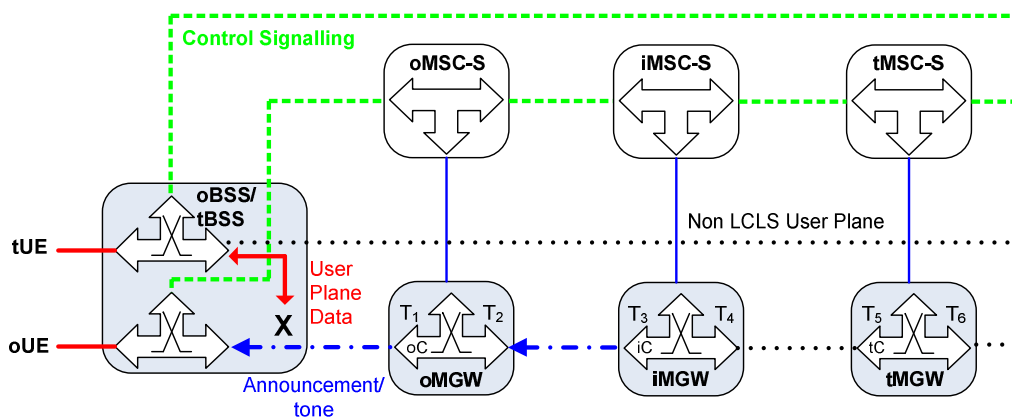 Control Signalling
oMSC-S
iMSC-S
tMSC-S
oBSS/
tBSS
Non LCLS User Plane
tUE
User
Plane
Data
X
oUE
T1
T2
oC
oMGW
T3
T4
iC
iMGW
T5
T6
tC
tMGW
Announcement/
tone